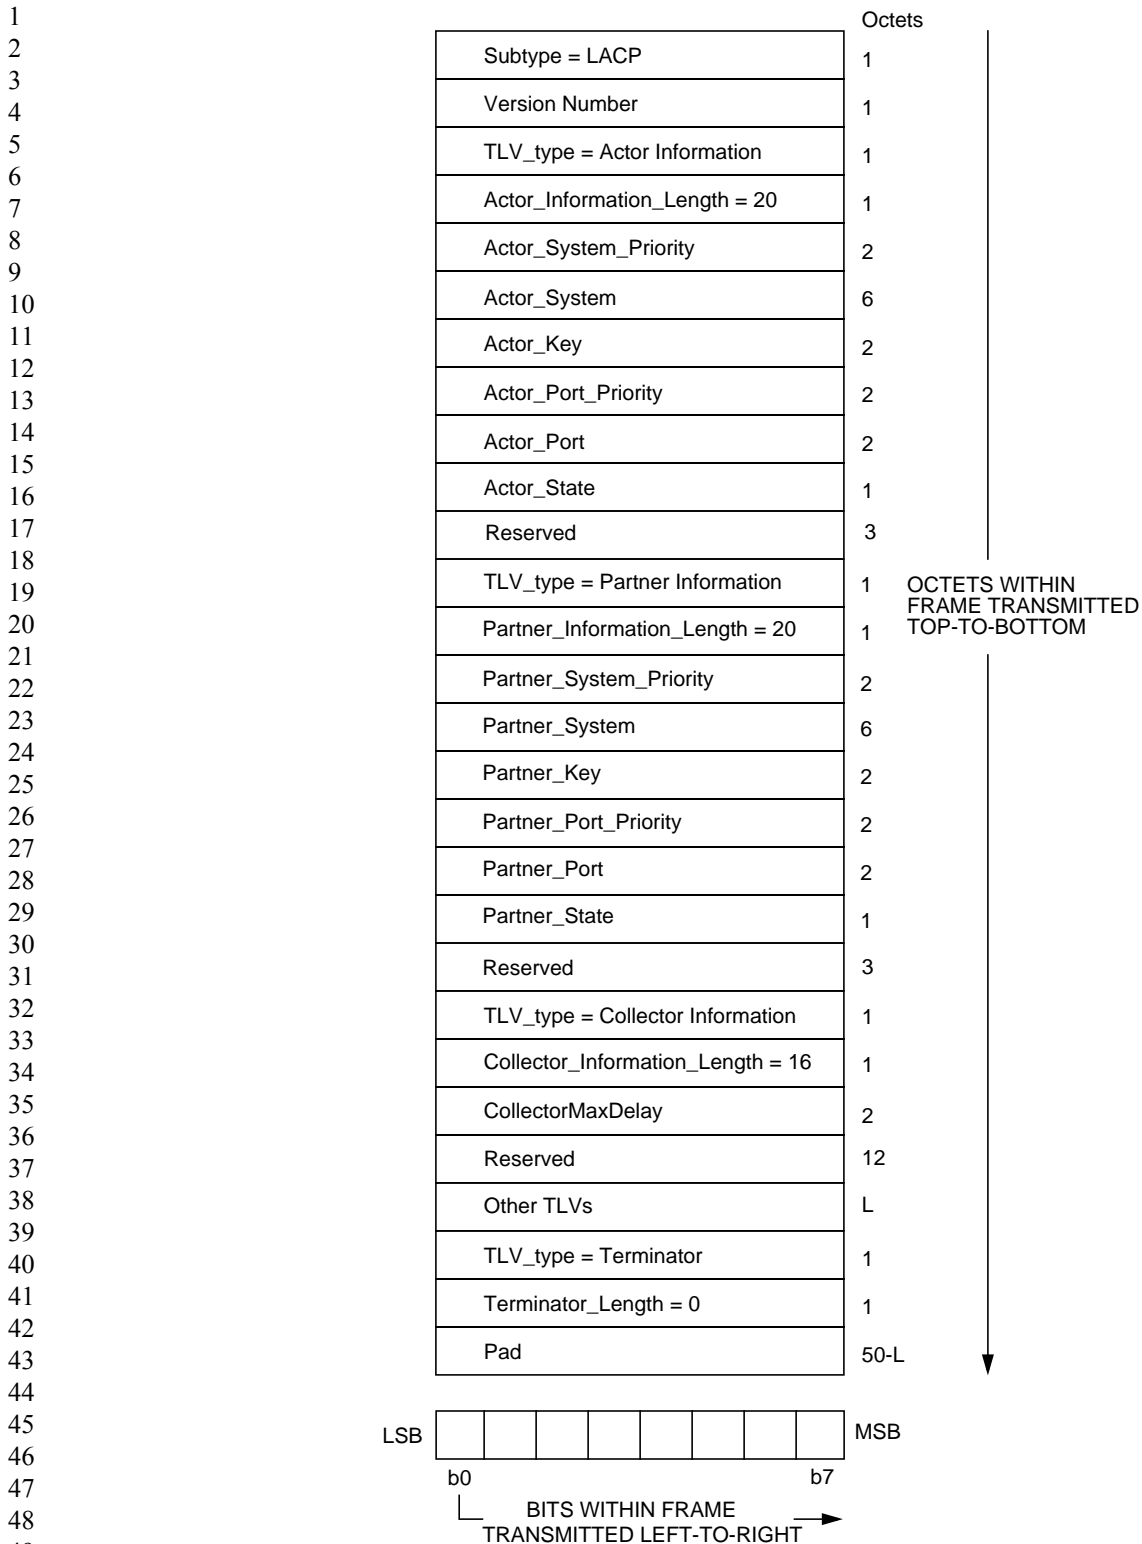 Octets
1
2 Subtype = LACP 1
3
4 Version Number 1
5 TLV_type = Actor Information 1
6
7 Actor_Information_Length = 20 1
8 Actor_System_Priority 2
9
10 Actor_System 6
11 Actor_Key 2
12
13 Actor_Port_Priority 2
14 Actor_Port 2
15
16 Actor_State 1
17 Reserved 3
18
19 TLV_type = Partner Information 1 OCTETS WITHIN
FRAME TRANSMITTED
20 Partner_Information_Length = 20 1 TOP-TO-BOTTOM
21
22 Partner_System_Priority 2
23 Partner_System 6
24
25 Partner_Key 2
26 Partner_Port_Priority 2
27
28 Partner_Port 2
29 Partner_State 1
30
31 Reserved 3
32 TLV_type = Collector Information 1
33
34 Collector_Information_Length = 16 1
35 CollectorMaxDelay 2
36
37 Reserved 12
38 Other TLVs L
39
40 TLV_type = Terminator 1
41 Terminator_Length = 0 1
42
43 Pad 50-L
44
45 LSB MSB
46
47 b0 b7
48 BITS WITHIN FRAME
TRANSMITTED LEFT-TO-RIGHT